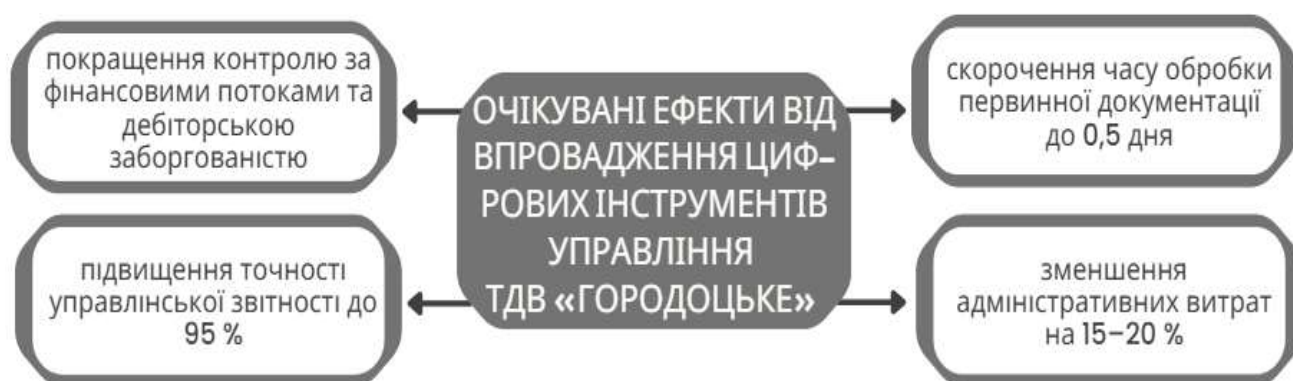 покращення контролю за
фінансовими потоками та
дебіторською
заборгованістю
ОЧІКУВАНІ ЕФЕКТИ ВІД
ВПРОВАДЖЕННЯ ЦИФ–
РОВИХ ІНСТРУМЕНТІВ
УПРАВЛІННЯ
ТДВ «ГОРОДОЦЬКЕ»
скорочення часу обробки
первинної документації
до 0,5 дня
підвищення точності
управлінської звітності до
95 %
зменшення
адміністративних витрат
на 15–20 %